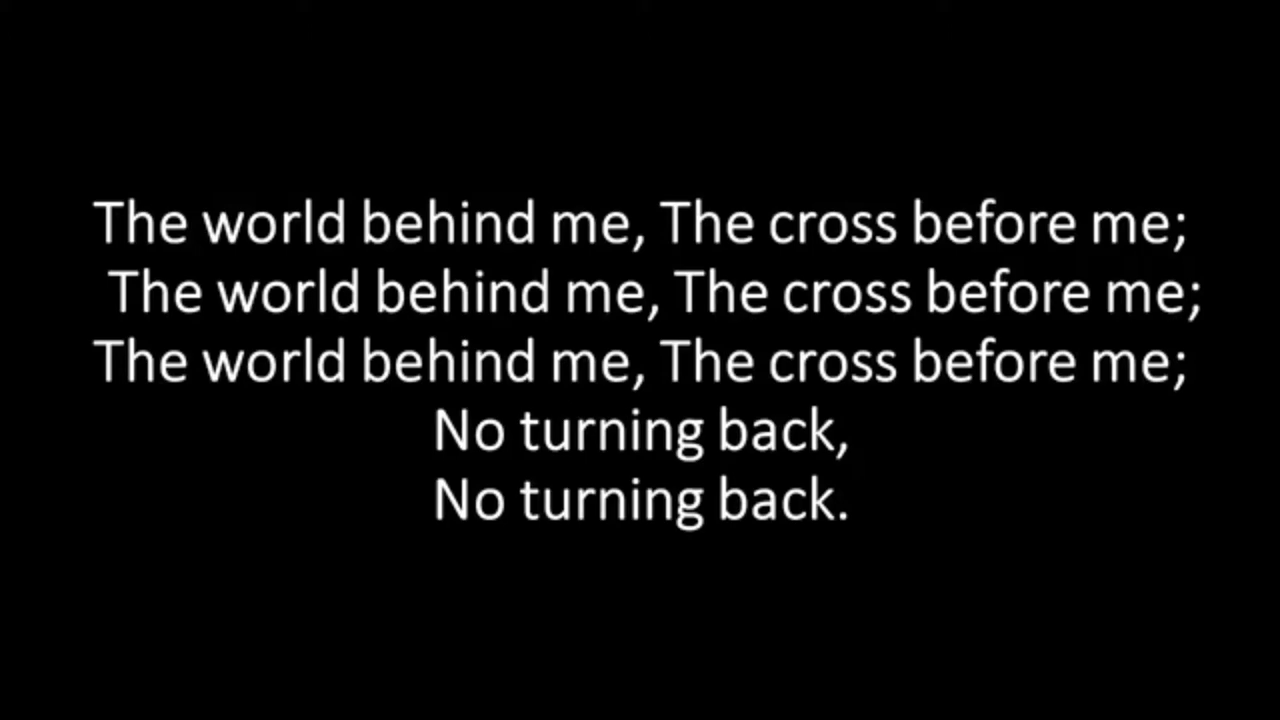 The world behind me, The cross before me;
The world behind me, The cross before me;
The world behind me, The cross before me;
No turning back,
No turning back.